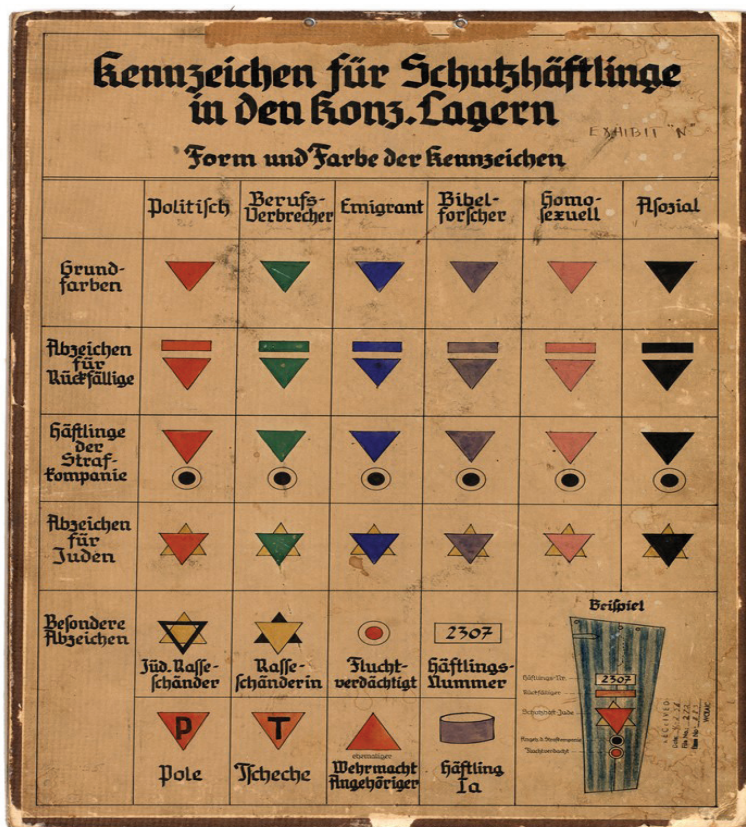 Kennzeichen für Schutzhäftlinge
in den Konz.Lagern
EXHIBIT "N"
Form und Farbe der Kennzeichen
Politisch
Berufs-
Verbrecher
Emigrant
Bibel-
forscher
Homo-
sexuell
Asozial
Grund-
farben
Abzeichen
für
Rückfällige
Häftlinge
der
Straf-
kompanie
Abzeichen
für
Juden
Besondere
Abzeichen
Jüd. Rasse-
schänder
Rasse-
schänderin
Flucht-
verdächtigt
2307
Häftlings-
Nummer
Beispiel
Häftlings-Nr.
2307
Rückfälliger
Schutzhäft-Jude
Angeh. d. Strafkompanie
Fluchtverdacht
RECEIVED
P
Pole
T
Tscheche
ehemaliger
Wehrmacht
Angehöriger
Häftling
Ia